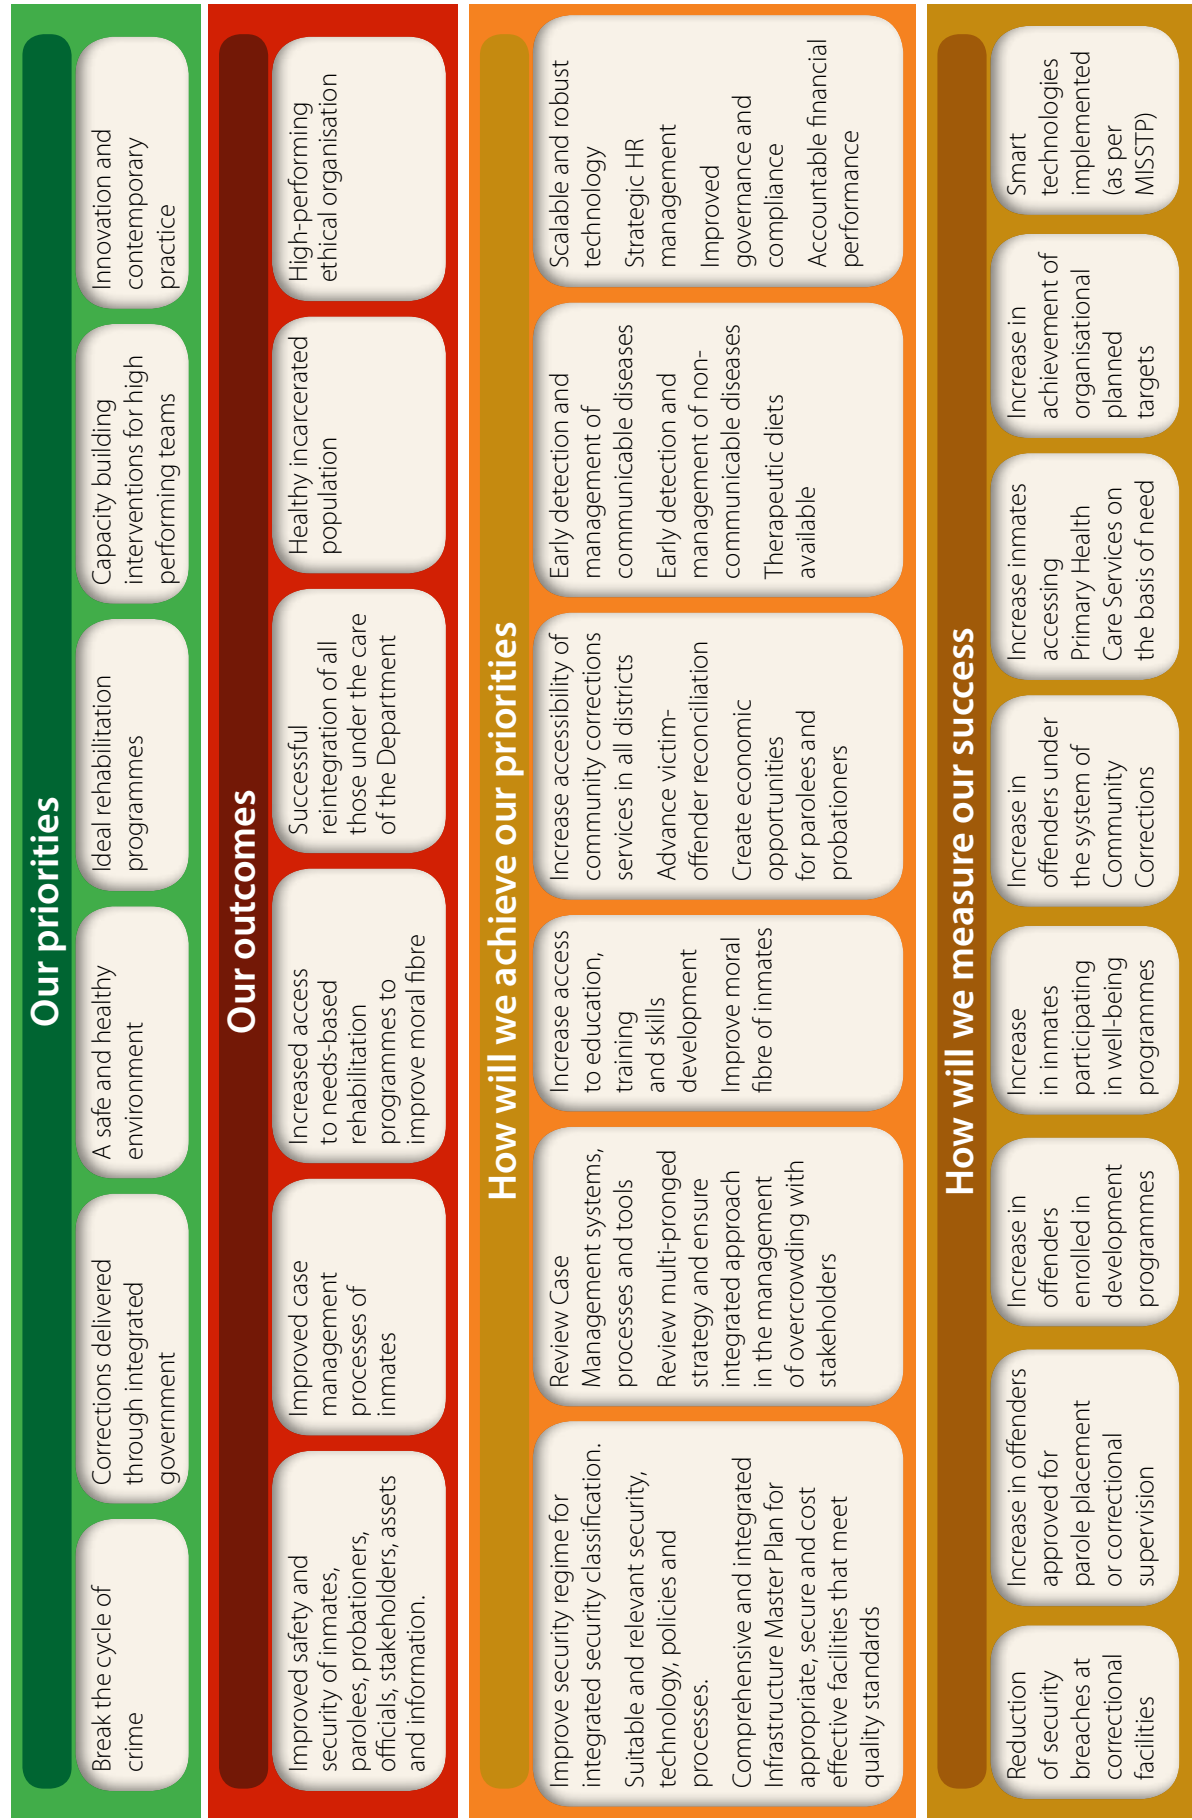 Our priorities
Break the cycle of
crime
Corrections delivered
through integrated
government
A safe and healthy
environment
Ideal rehabilitation
programmes
Capacity building
interventions for high
performing teams
Innovation and
contemporary
practice
Our outcomes
Improved safety and
security of inmates,
parolees, probationers,
officials, stakeholders, assets
and information.
Improved case
management
processes of
inmates
Increased access
to needs-based
rehabilitation
programmes to
improve moral fibre
Successful
reintegration of all
those under the care
of the Department
Healthy incarcerated
population
High-performing
ethical organisation
How will we achieve our priorities
Improve security regime for
integrated security classification.
Suitable and relevant security,
technology, policies and
processes.
Comprehensive and integrated
Infrastructure Master Plan for
appropriate, secure and cost
effective facilities that meet
quality standards
Review Case
Management systems,
processes and tools
Review multi-pronged
strategy and ensure
integrated approach
in the management
of overcrowding with
stakeholders
Increase access
to education,
training
and skills
development
Improve moral
fibre of inmates
Increase accessibility of
community corrections
services in all districts
Advance victim-
offender reconciliation
Create economic
opportunities
for parolees and
probationers
Early detection and
management of
communicable diseases
Early detection and
management of non-
communicable diseases
Therapeutic diets
available
Scalable and robust
technology
Strategic HR
management
Improved
governance and
compliance
Accountable financial
performance
How will we measure our success
Reduction
of security
breaches at
correctional
facilities
Increase in offenders
approved for
parole placement
or correctional
supervision
Increase in
offenders
enrolled in
development
programmes
Increase
in inmates
participating
in well-being
programmes
Increase in
offenders under
the system of
Community
Corrections
Increase inmates
accessing
Primary Health
Care Services on
the basis of need
Increase in
achievement of
organisational
planned
targets
Smart
technologies
implemented
(as per
MISSTP)